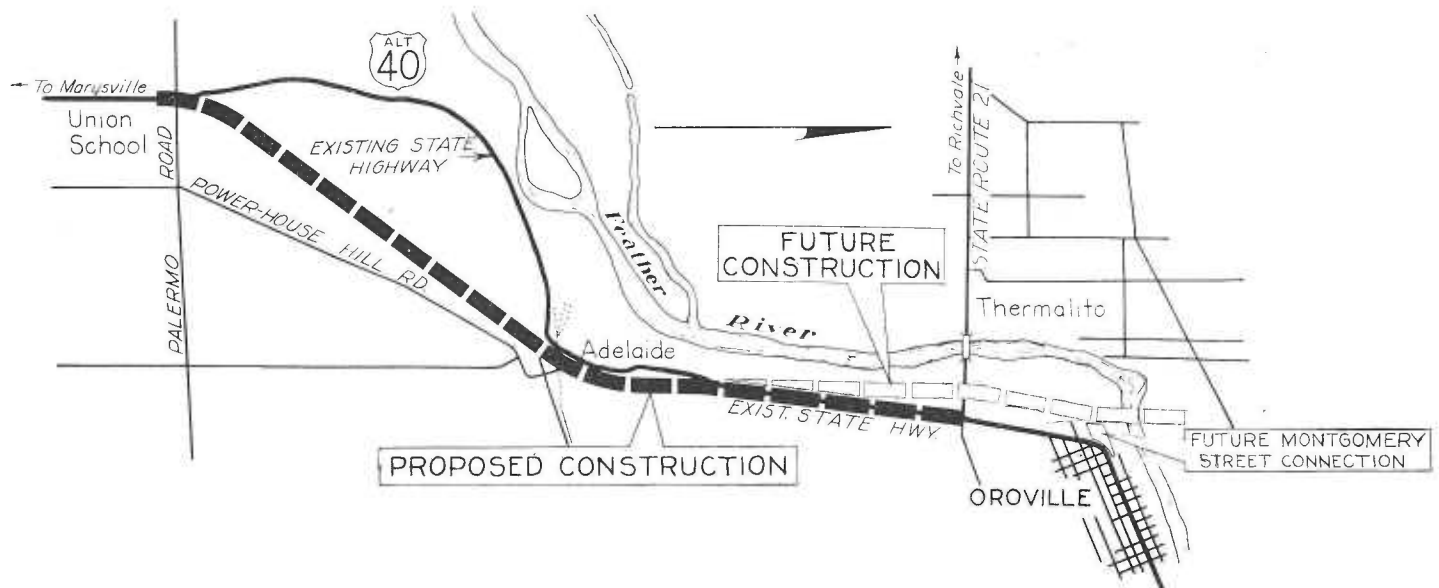 ALT
40
← To Marysville
Union
School
ROAD
PALERMO
EXISTING STATE
HIGHWAY
POWER-HOUSE HILL RD.
Feather
River
FUTURE
CONSTRUCTION
To Richvale →
STATE ROUTE 21
Thermalito
Adelaide
EXIST. STATE HWY.
PROPOSED CONSTRUCTION
FUTURE MONTGOMERY
STREET CONNECTION
OROVILLE